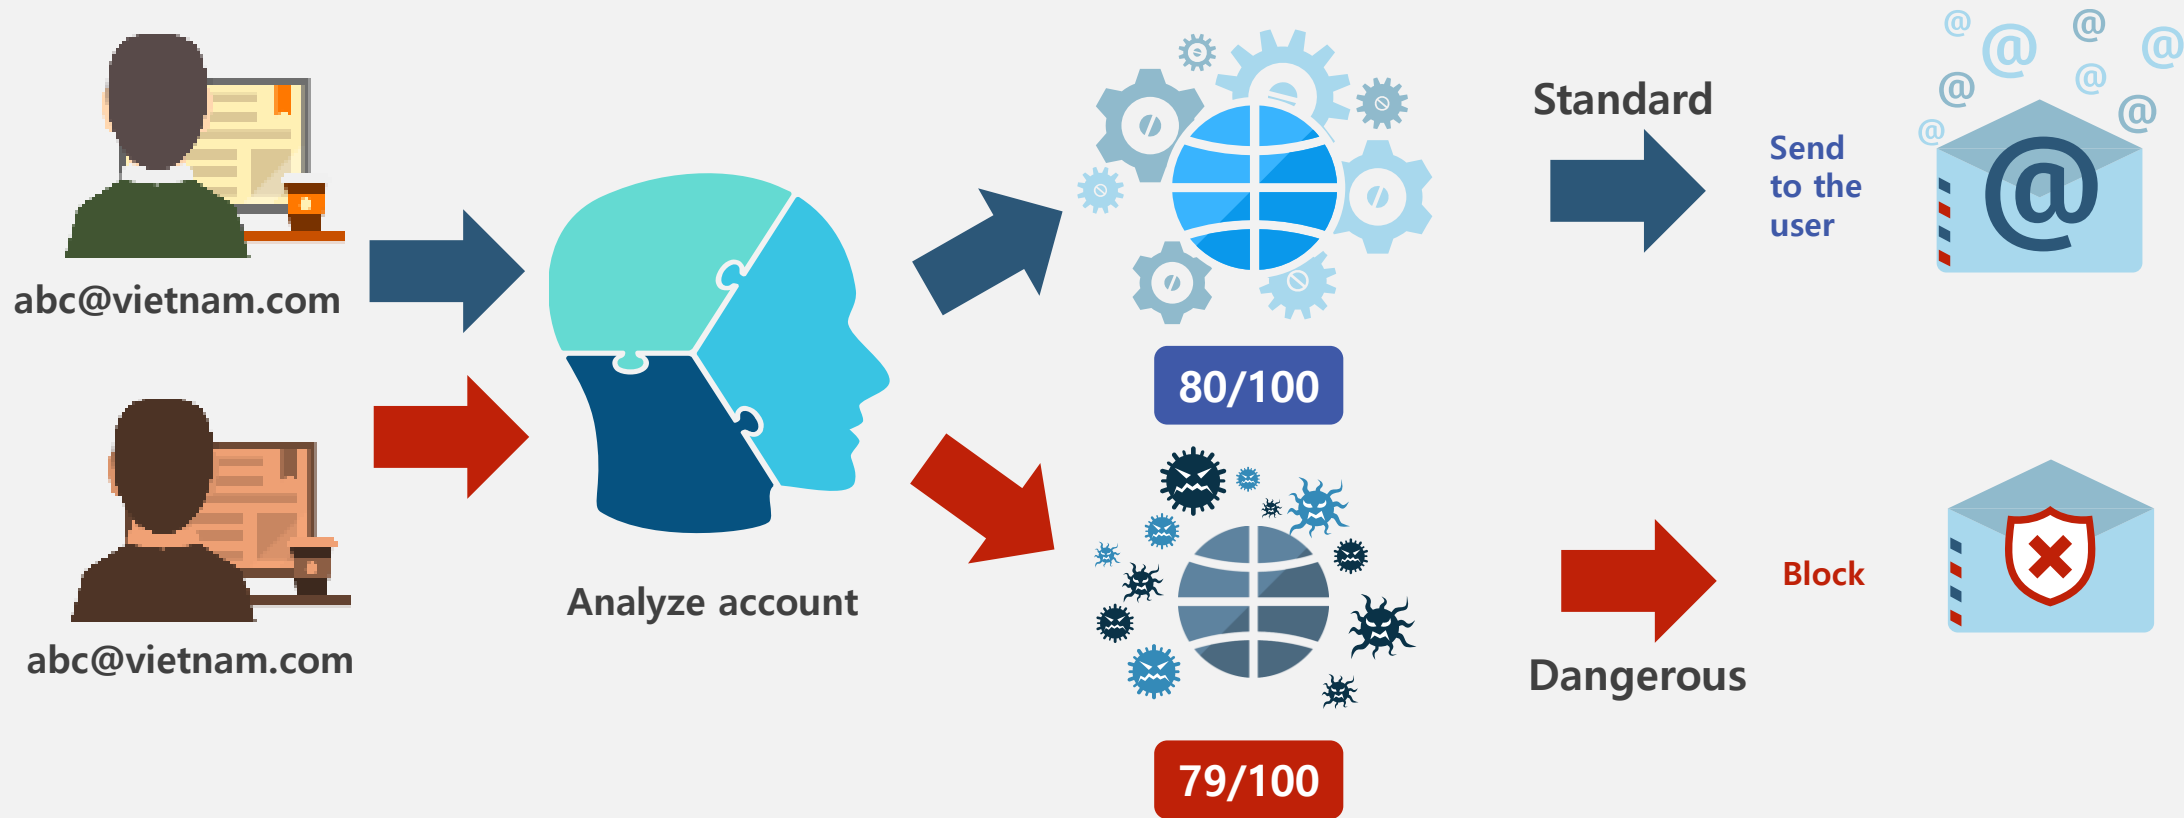 abc@vietnam.com
abc@vietnam.com
Analyze account
80/100
79/100
Standard
Send
to the
user
Block
Dangerous
@ @ @ @
@ @ @
@ @